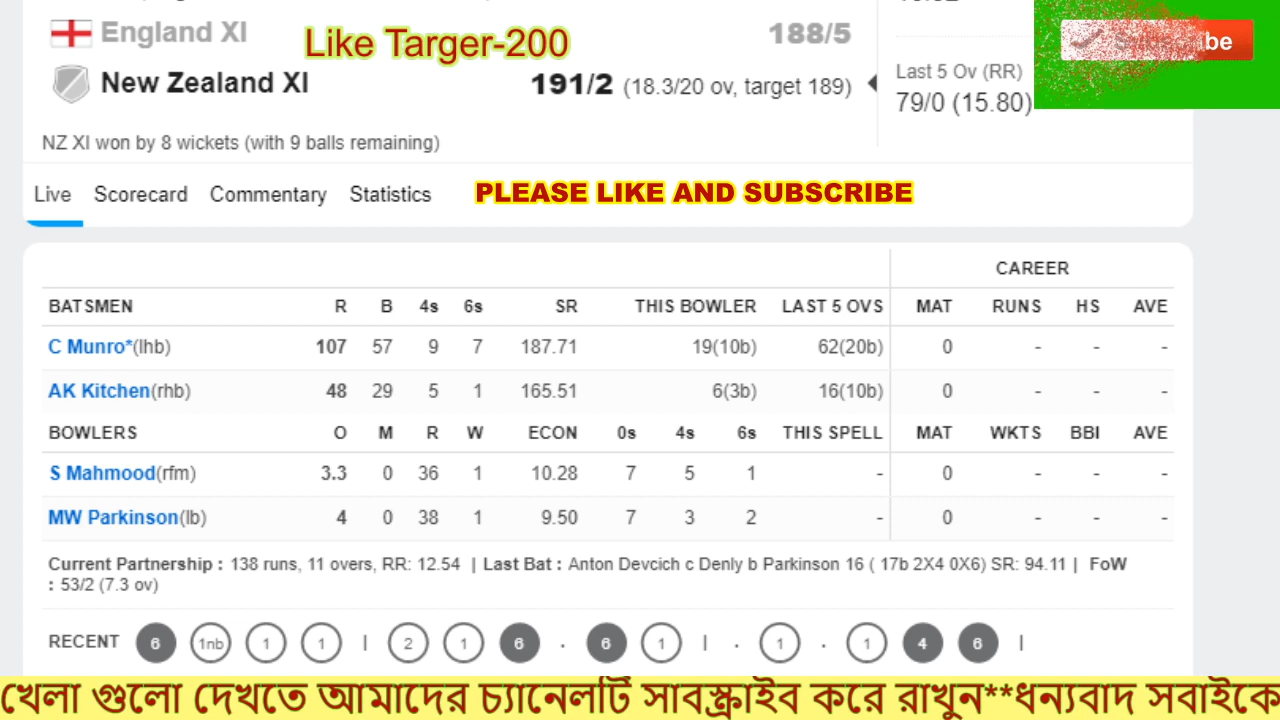 England XI 188/5
Like Targer-200
New Zealand XI 191/2 (18.3/20 ov, target 189)
Last 5 Ov (RR)
79/0 (15.80)
be
NZ XI won by 8 wickets (with 9 balls remaining)
Live Scorecard Commentary Statistics
PLEASE LIKE AND SUBSCRIBE
CAREER
BATSMEN R B 4s 6s SR THIS BOWLER LAST 5 OVS MAT RUNS HS AVE
C Munro*(lhb) 107 57 9 7 187.71 19(10b) 62(20b) 0 - - -
AK Kitchen(rhb) 48 29 5 1 165.51 6(3b) 16(10b) 0 - - -
BOWLERS O M R W ECON 0s 4s 6s THIS SPELL MAT WKTS BBI AVE
S Mahmood(rfm) 3.3 0 36 1 10.28 7 5 1 - 0 - - -
MW Parkinson(lb) 4 0 38 1 9.50 7 3 2 - 0 - - -
Current Partnership : 138 runs, 11 overs, RR: 12.54 | Last Bat : Anton Devcich c Denly b Parkinson 16 ( 17b 2X4 0X6) SR: 94.11 | FoW
: 53/2 (7.3 ov)
RECENT 6 1nb 1 1 | 2 1 6 . 6 1 | . 1 . 1 4 6 |
খেলা গুলো দেখতে আমাদের চ্যানেলটি সাবস্ক্রাইব করে রাখুন**ধন্যবাদ সবাইকে